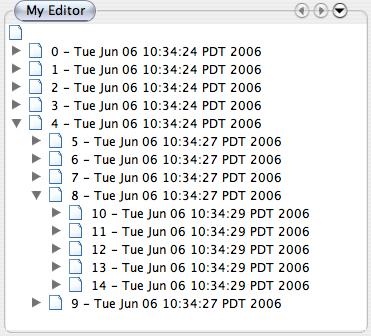 My Editor
0 – Tue Jun 06 10:34:24 PDT 2006
1 – Tue Jun 06 10:34:24 PDT 2006
2 – Tue Jun 06 10:34:24 PDT 2006
3 – Tue Jun 06 10:34:24 PDT 2006
4 – Tue Jun 06 10:34:24 PDT 2006
5 – Tue Jun 06 10:34:27 PDT 2006
6 – Tue Jun 06 10:34:27 PDT 2006
7 – Tue Jun 06 10:34:27 PDT 2006
8 – Tue Jun 06 10:34:27 PDT 2006
10 – Tue Jun 06 10:34:29 PDT 2006
11 – Tue Jun 06 10:34:29 PDT 2006
12 – Tue Jun 06 10:34:29 PDT 2006
13 – Tue Jun 06 10:34:29 PDT 2006
14 – Tue Jun 06 10:34:29 PDT 2006
9 – Tue Jun 06 10:34:27 PDT 2006